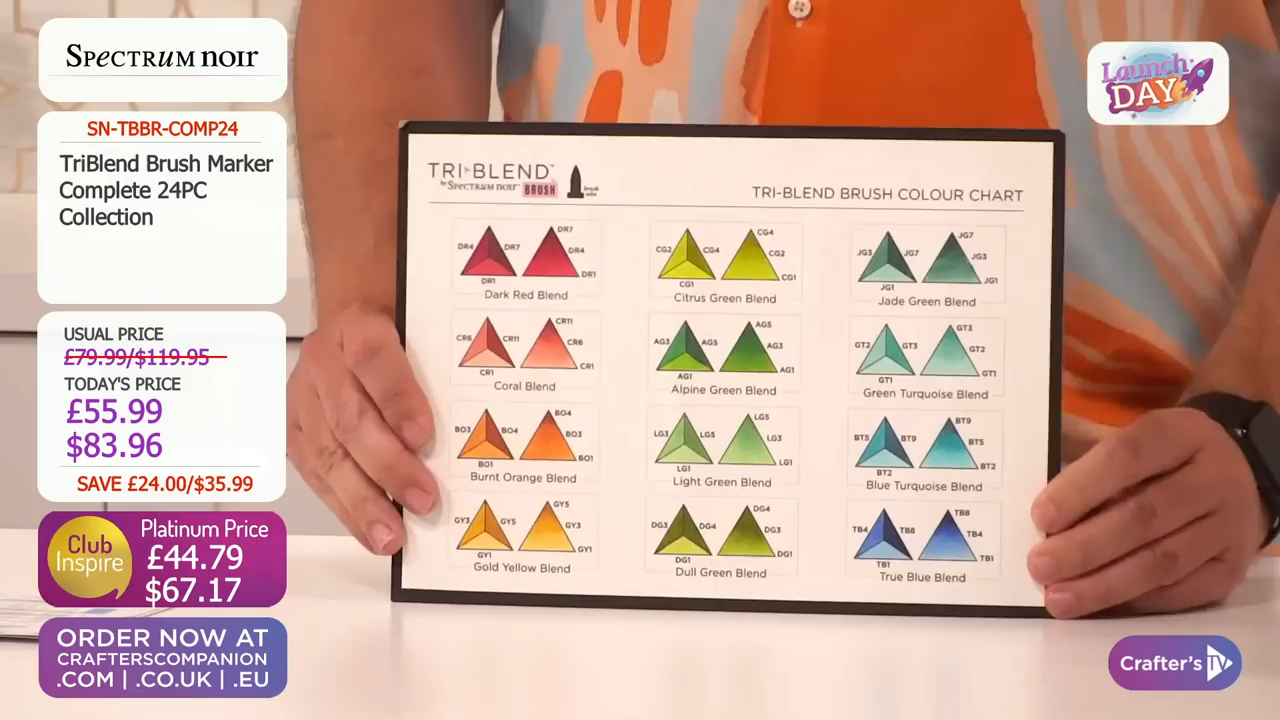 Spectrum noir
SN-TBBR-COMP24
TriBlend Brush Marker
Complete 24PC
Collection
USUAL PRICE
£79.99/$119.95
TODAY'S PRICE
£55.99
$83.96
SAVE £24.00/$35.99
Club
Inspire
Platinum Price
£44.79
$67.17
ORDER NOW AT
CRAFTERSCOMPANION
.COM | .CO.UK | .EU
Launch
DAY
TRI-BLEND™
by Spectrum noir™ BRUSH
TRI-BLEND BRUSH COLOUR CHART
DR4 DR7 DR1 DR7 DR4 DR1
Dark Red Blend
CG2 CG4 CG1 CG4 CG2 CG1
Citrus Green Blend
JG3 JG7 JG1 JG7 JG3 JG1
Jade Green Blend
CR6 CR11 CR1 CR11 CR6 CR1
Coral Blend
AG3 AG5 AG1 AG5 AG3 AG1
Alpine Green Blend
GT2 GT3 GT1 GT3 GT2 GT1
Green Turquoise Blend
BO3 BO4 BO1 BO4 BO3 BO1
Burnt Orange Blend
LG3 LG5 LG1 LG5 LG3 LG1
Light Green Blend
BT5 BT9 BT2 BT9 BT5 BT2
Blue Turquoise Blend
GY3 GY5 GY1 GY5 GY3 GY1
Gold Yellow Blend
DG3 DG4 DG1 DG4 DG3 DG1
Dull Green Blend
TB4 TB8 TB1 TB8 TB4 TB1
True Blue Blend
Crafter's TV